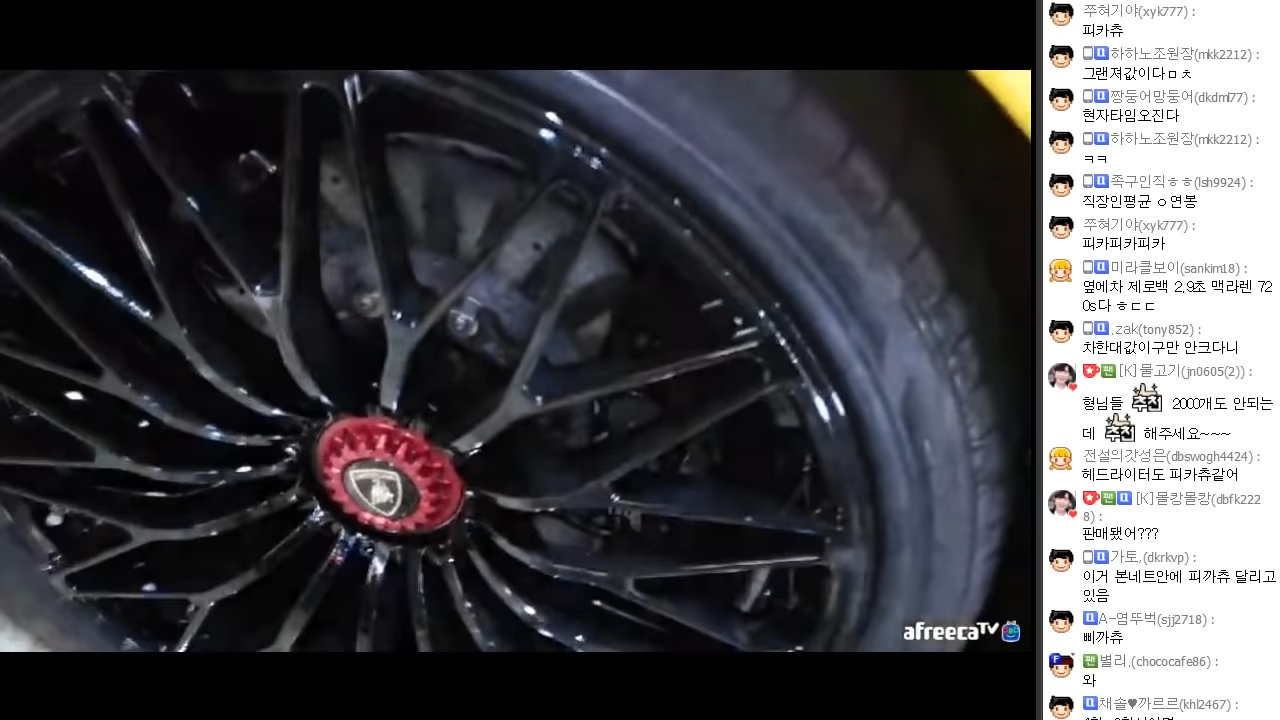 쭈혀기야(xyk777) :
피카츄
하하노조원장(mkk2212) :
그랜저값이다ㅁㅊ
짱둥어망둥어(dkdml77) :
현자타임오진다
하하노조원장(mkk2212) :
ㅋㅋ
족구인직ㅎㅎ(lsh9924) :
직장인평균 ㅇ연봉
쭈혀기야(xyk777) :
피카피카피카
미라클보이(sankim18) :
옆에차 제로백 2.9초 맥라렌 72
0s다 ㅎㄷㄷ
.zak(tony852) :
차한대값이구만 안크다니
팬 [K] 물고기(jn0605(2)) :
형님들 추천 2000개도 안되는
데 추천 해주세요~~~
전설의갓성은(dbswogh4424) :
헤드라이터도 피카츄같어
팬 [K]몰캉몰캉(dbfk222
8) :
판매됐어???
가토,(dkrkvp) :
이거 본네트안에 피까츄 달리고
있음
A-염뚜벅(sjj2718) :
삐까츄
팬 별리.(chococafe86) :
와
채솔♥까르르(khl2467) :
afreecaTV